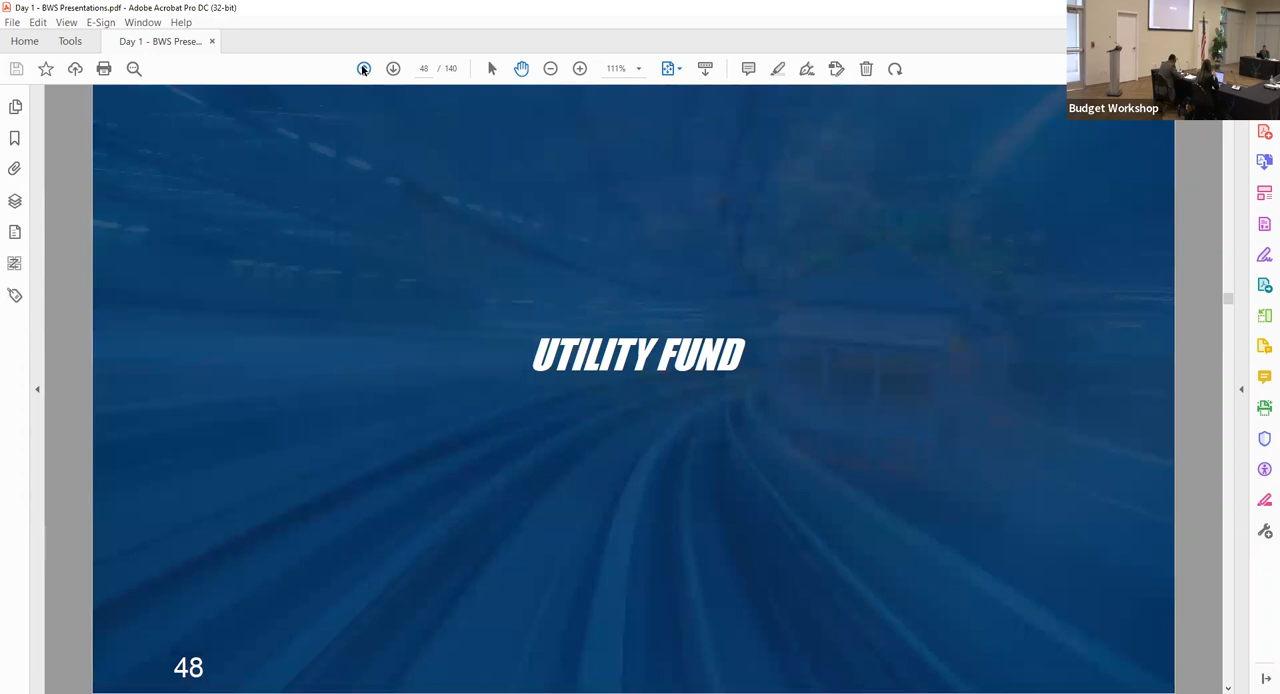 Day 1 - BWS Presentations.pdf - Adobe Acrobat Pro DC (32-bit)
File Edit View E-Sign Window Help
Home Tools Day 1 - BWS Prese... ×
48 / 140 111%
Budget Workshop
UTILITY FUND
48